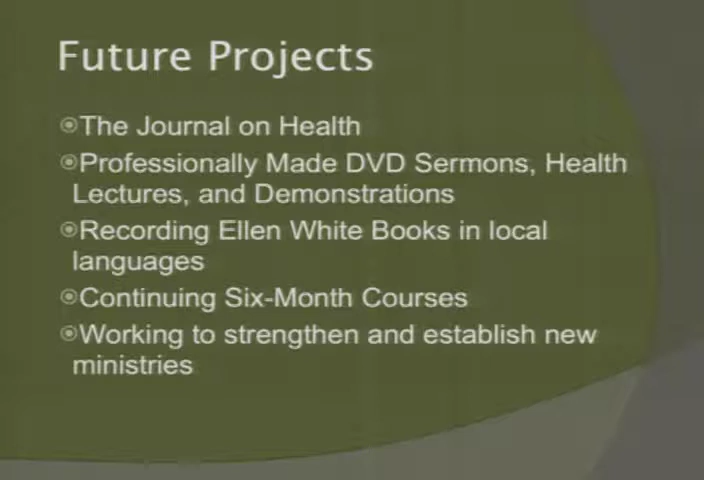 Future Projects
The Journal on Health
Professionally Made DVD Sermons, Health
Lectures, and Demonstrations
Recording Ellen White Books in local
languages
Continuing Six-Month Courses
Working to strengthen and establish new
ministries